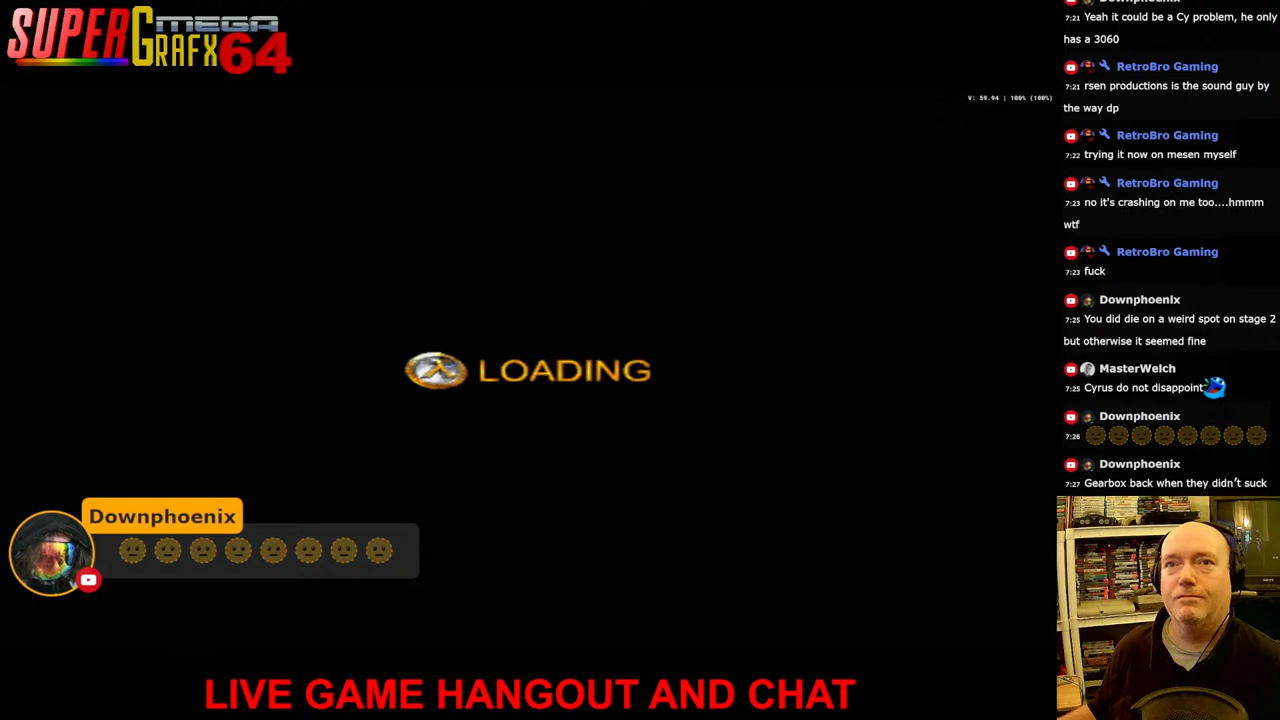 SUPER
MEGA
GRAFX
64
V: 59.94 | 100% (100%)
LOADING
Downphoenix
LIVE GAME HANGOUT AND CHAT
Downphoenix
7:21 Yeah it could be a Cy problem, he only
has a 3060
RetroBro Gaming
7:21 rsen productions is the sound guy by
the way dp
RetroBro Gaming
7:22 trying it now on mesen myself
RetroBro Gaming
7:23 no it's crashing on me too....hmmm
wtf
RetroBro Gaming
7:23 fuck
Downphoenix
7:25 You did die on a weird spot on stage 2
but otherwise it seemed fine
MasterWelch
7:25 Cyrus do not disappoint
Downphoenix
7:26
Downphoenix
7:27 Gearbox back when they didn't suck